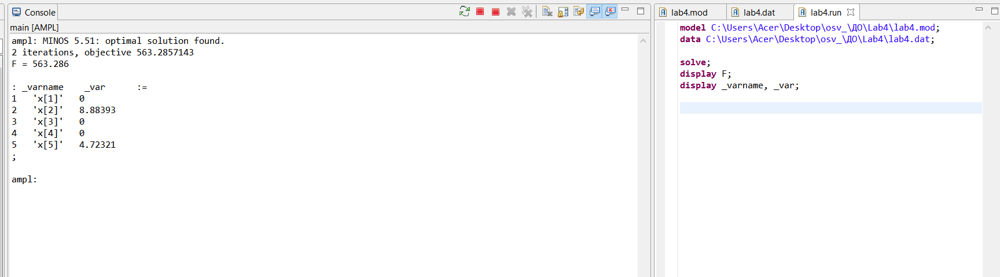 Console
main [AMPL]
ampl: MINOS 5.51: optimal solution found.
2 iterations, objective 563.2857143
F = 563.286
: _varname    _var      :=
1   'x[1]'   0
2   'x[2]'   8.88393
3   'x[3]'   0
4   'x[4]'   0
5   'x[5]'   4.72321
;
ampl:
lab4.mod
lab4.dat
lab4.run
model C:\Users\Acer\Desktop\osv_\ДО\Lab4\lab4.mod;
data C:\Users\Acer\Desktop\osv_\ДО\Lab4\lab4.dat;
solve;
display F;
display _varname, _var;